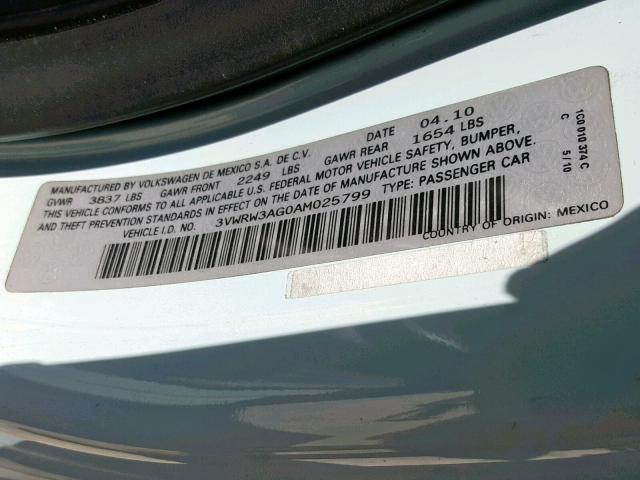 MANUFACTURED BY VOLKSWAGEN DE MEXICO S.A. DE C.V. DATE 04.10
GVWR 3837 LBS GAWR FRONT 2249 LBS GAWR REAR 1654 LBS
THIS VEHICLE CONFORMS TO ALL APPLICABLE U.S. FEDERAL MOTOR VEHICLE SAFETY, BUMPER,
AND THEFT PREVENTION STANDARDS IN EFFECT ON THE DATE OF MANUFACTURE SHOWN ABOVE.
VEHICLE I.D. NO. 3VWRW3AG0AM025799 TYPE: PASSENGER CAR
COUNTRY OF ORIGIN: MEXICO
1C0 010 374 C
C 5/10